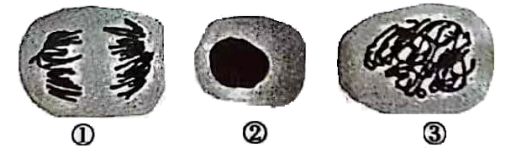 ① ② ③